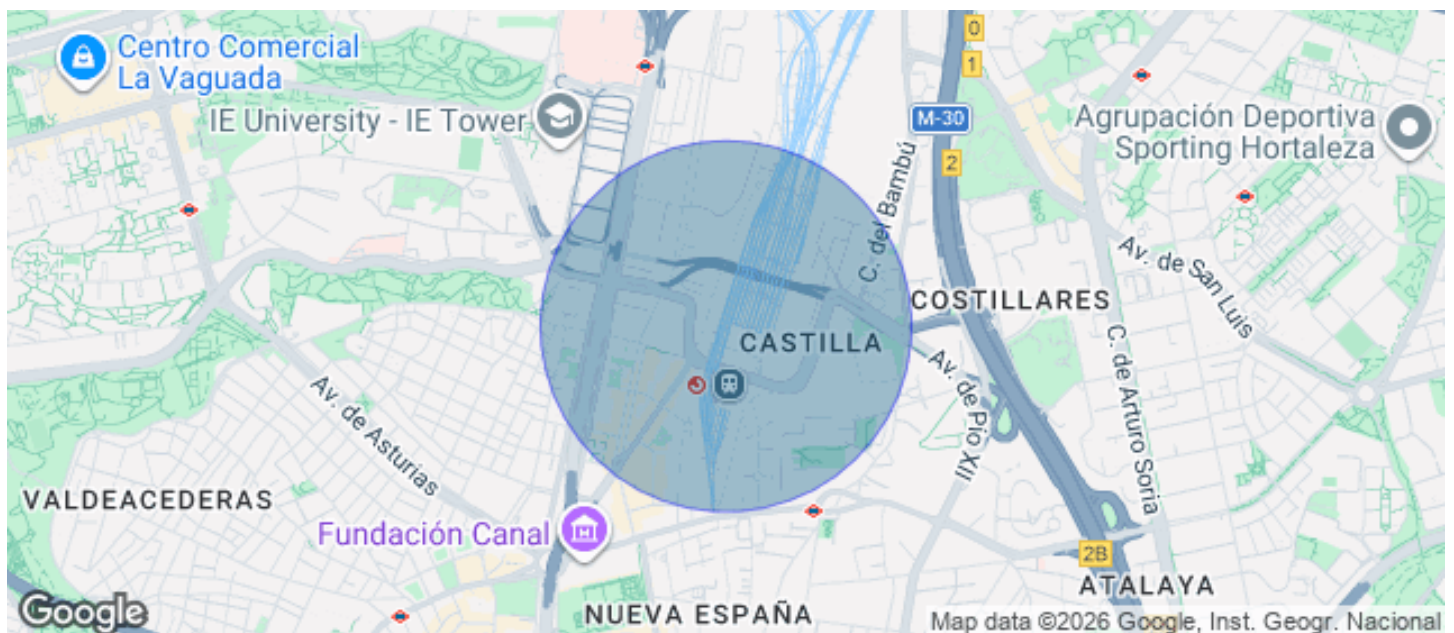 Centro Comercial
La Vaguada
IE University - IE Tower
0
1
M-30
2
Agrupación Deportiva
Sporting Hortaleza
C. del Bambú
Av. de San Luis
COSTILLARES
CASTILLA
Av. de Pío XII
C. de Arturo Soria
Av. de Asturias
VALDEACEDERAS
Fundación Canal
2B
ATALAYA
NUEVA ESPAÑA
Google
Map data ©2026 Google, Inst. Geogr. Nacional